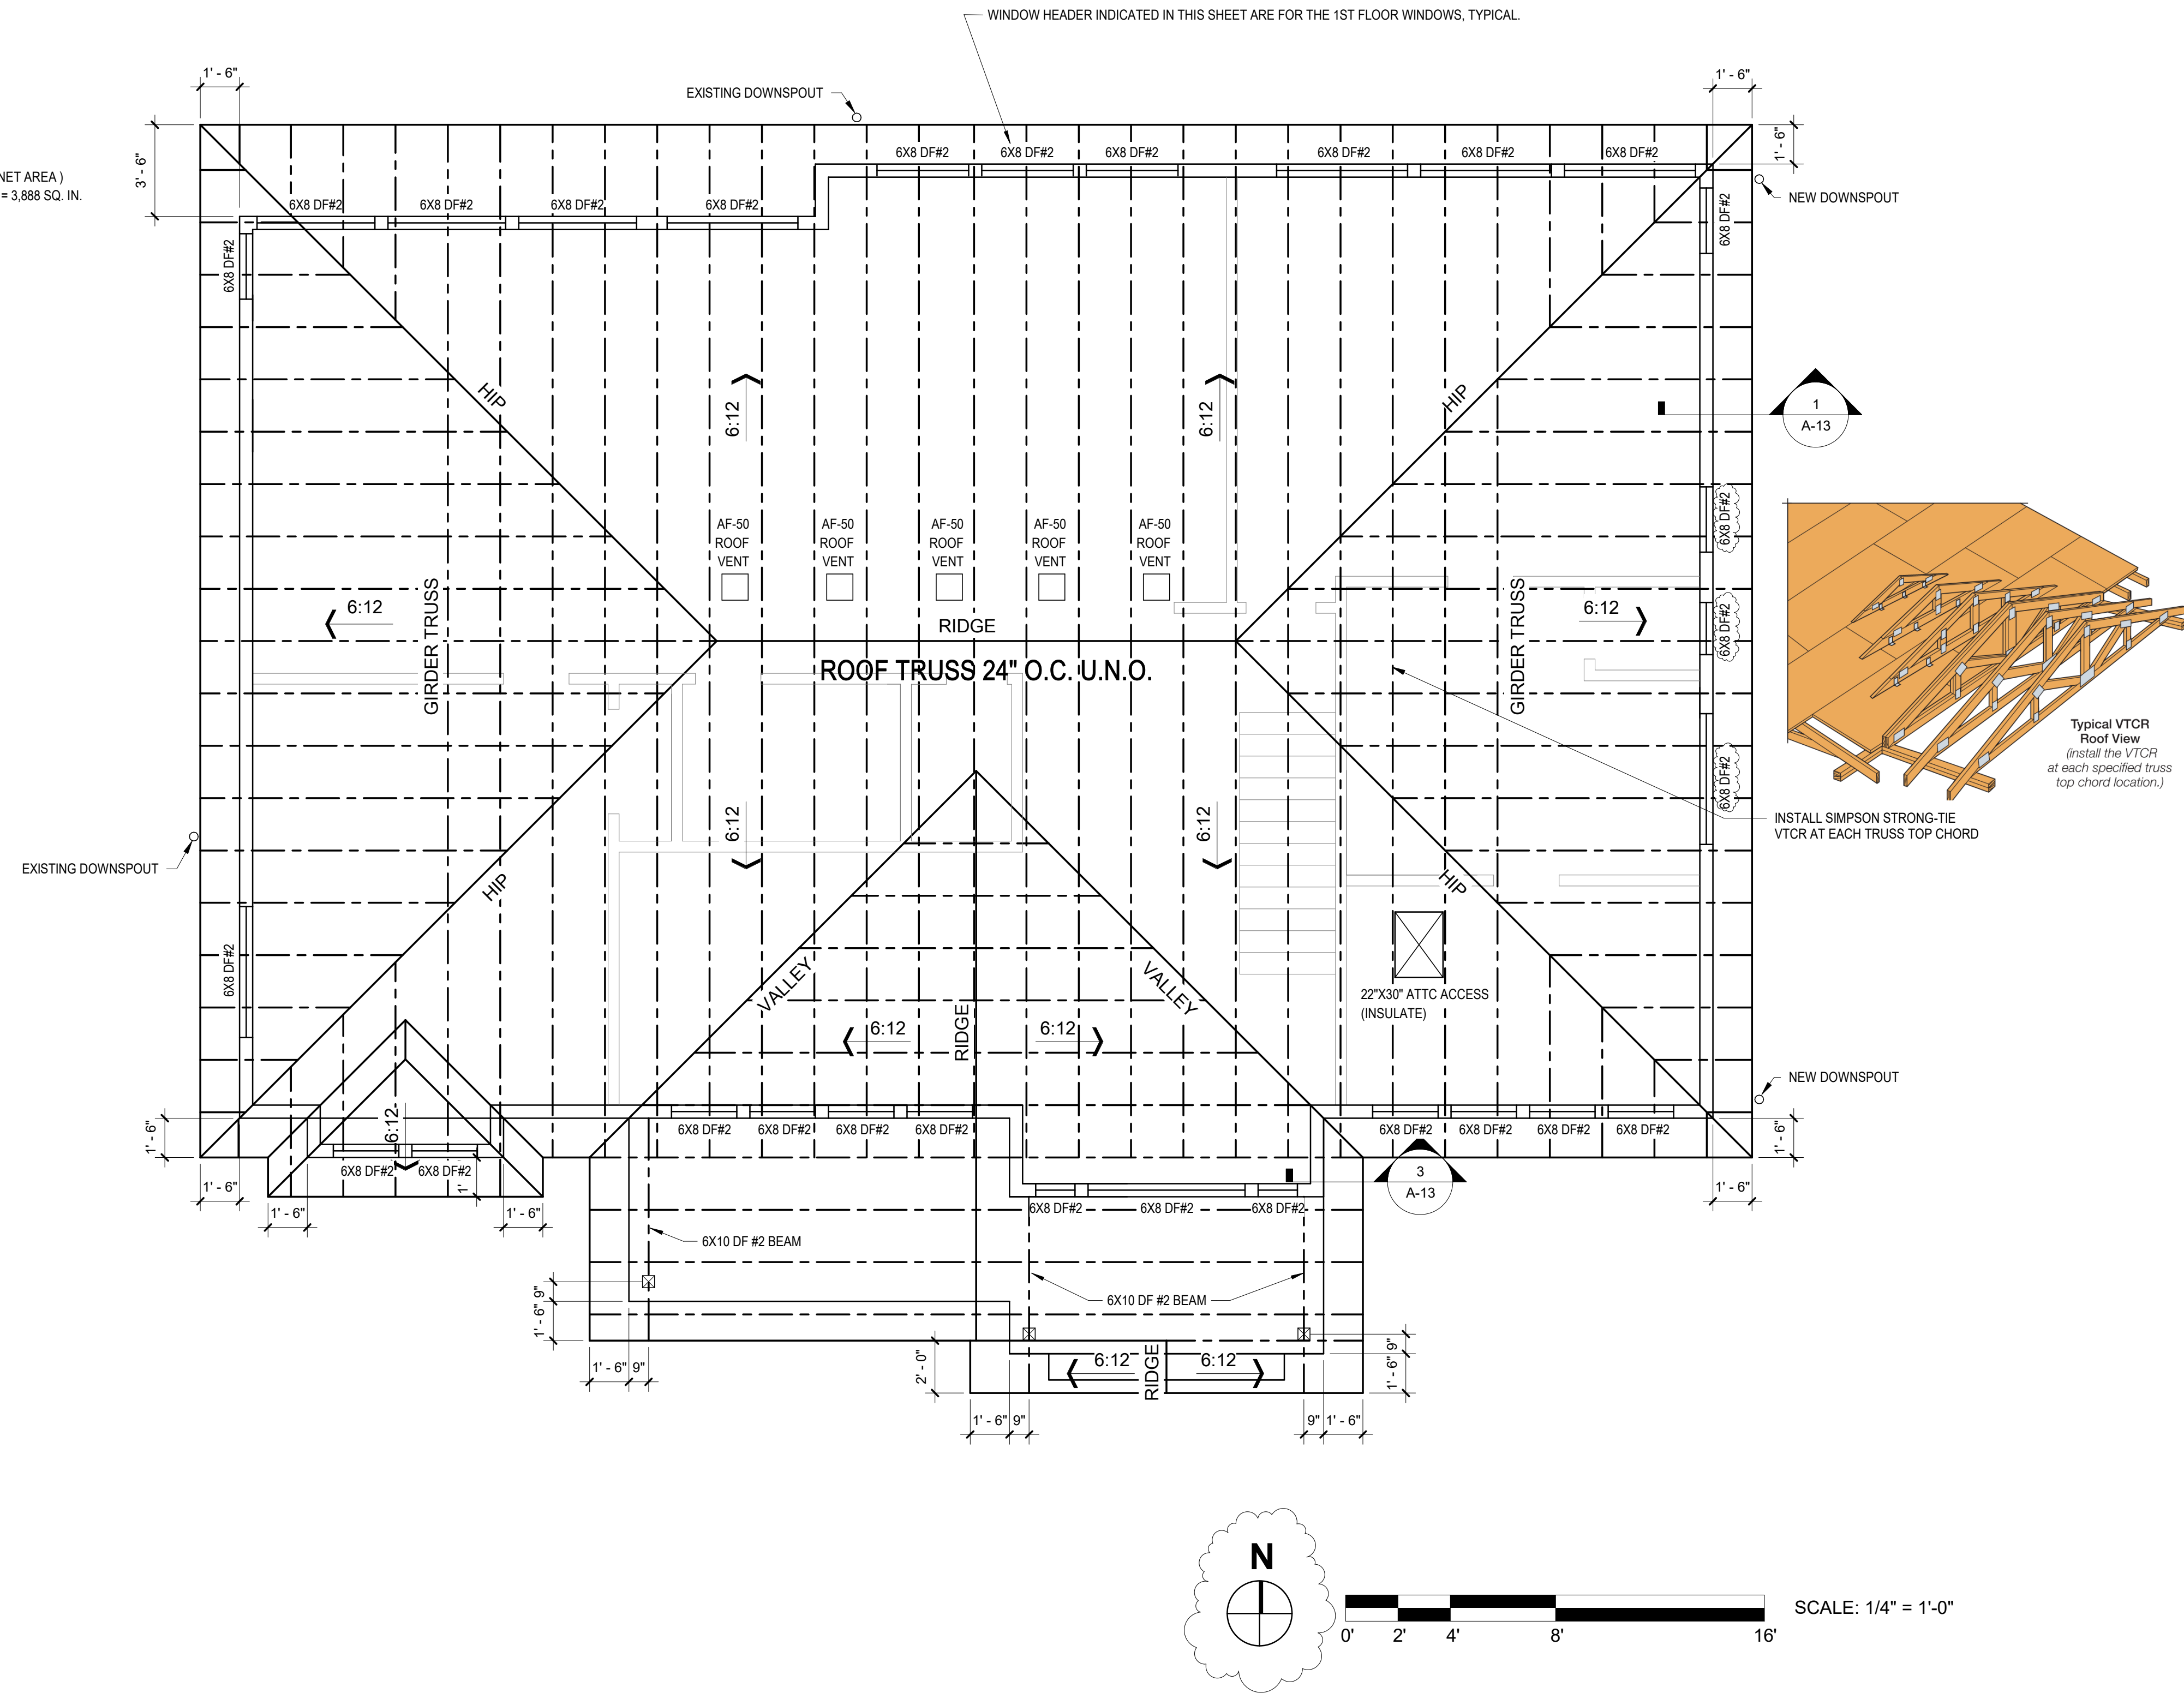 WINDOW HEADER INDICATED IN THIS SHEET ARE FOR THE 1ST FLOOR WINDOWS, TYPICAL.
1' - 6"
1' - 6"
EXISTING DOWNSPOUT
3' - 6"
1' - 6"
NET AREA )
= 3,888 SQ. IN.
6X8 DF#2
6X8 DF#2
6X8 DF#2
6X8 DF#2
6X8 DF#2
6X8 DF#2
NEW DOWNSPOUT
6X8 DF#2
6X8 DF#2
6X8 DF#2
6X8 DF#2
6X8 DF#2
6X8 DF#2
HIP
HIP
6:12
6:12
1
A-13
AF-50
ROOF
VENT
AF-50
ROOF
VENT
AF-50
ROOF
VENT
AF-50
ROOF
VENT
AF-50
ROOF
VENT
6X8 DF#2
6X8 DF#2
6X8 DF#2
6:12
GIRDER TRUSS
RIDGE
ROOF TRUSS 24" O.C. U.N.O.
GIRDER TRUSS
6:12
Typical VTCR
Roof View
(install the VTCR
at each specified truss
top chord location.)
INSTALL SIMPSON STRONG-TIE
VTCR AT EACH TRUSS TOP CHORD
EXISTING DOWNSPOUT
6:12
6:12
HIP
HIP
6X8 DF#2
VALLEY
VALLEY
22"X30" ATTC ACCESS
(INSULATE)
6:12
RIDGE
6:12
NEW DOWNSPOUT
1' - 6"
6:12
6X8 DF#2
6X8 DF#2
6X8 DF#2
6X8 DF#2
6X8 DF#2
6X8 DF#2
6X8 DF#2
6X8 DF#2
1' - 6"
6X8 DF#2
6X8 DF#2
1'
3
A-13
1' - 6"
1' - 6"
1' - 6"
1' - 6"
6X8 DF#2
6X8 DF#2
6X8 DF#2
6X10 DF #2 BEAM
6X10 DF #2 BEAM
9"
1' - 6"
1' - 6"
9"
2' - 0"
6:12
RIDGE
6:12
9"
1' - 6"
1' - 6"
9"
9"
1' - 6"
N
SCALE: 1/4" = 1'-0"
0'
2'
4'
8'
16'